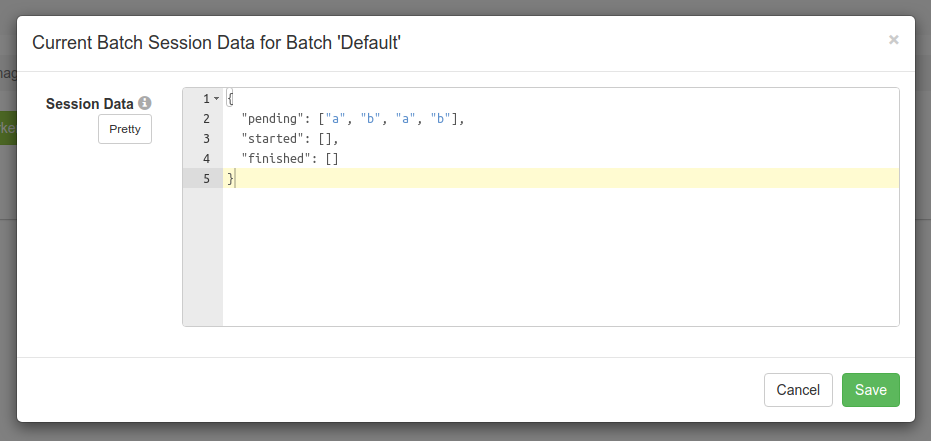 Current Batch Session Data for Batch 'Default'
×
Session Data
Pretty
1 {
2 "pending": ["a", "b", "a", "b"],
3 "started": [],
4 "finished": []
5 }
Cancel
Save